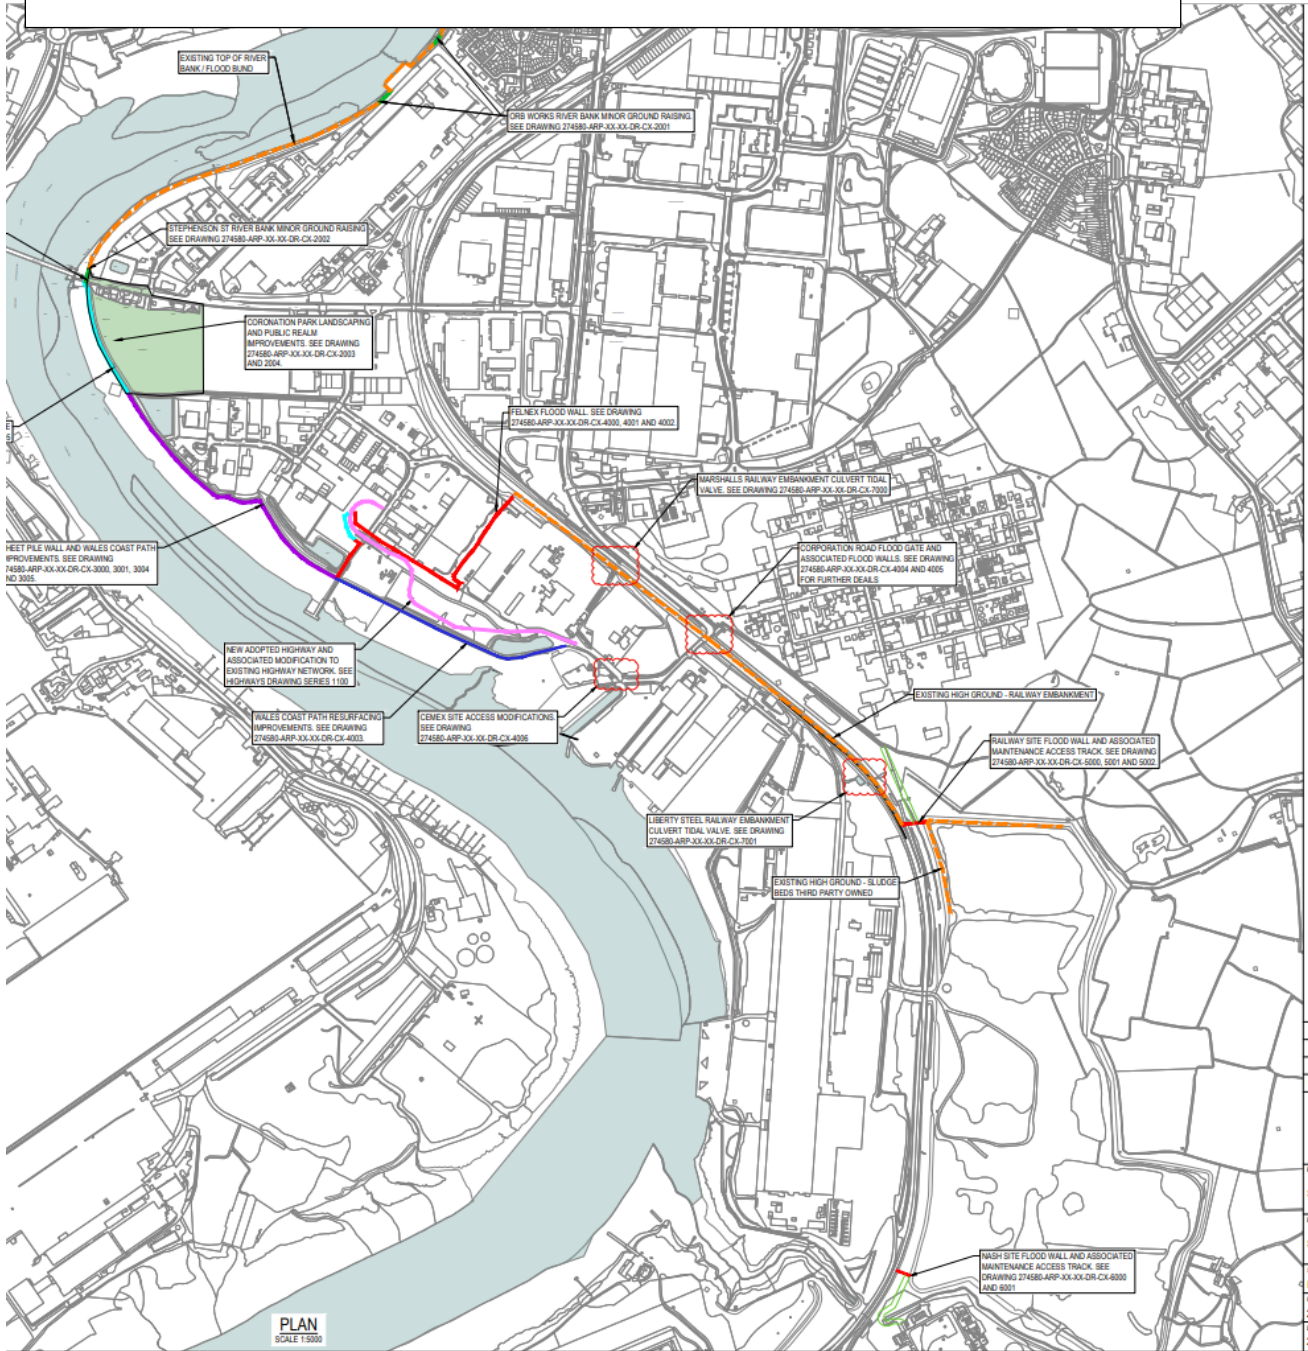 EXISTING TOP OF RIVER
BANK / FLOOD BUND
ORB WORKS RIVER BANK MINOR GROUND RAISING
SEE DRAWING 274580-ARP-XX-XX-DR-CX-2001
STEPHENSON ST RIVER BANK MINOR GROUND RAISING
SEE DRAWING 274580-ARP-XX-XX-DR-CX-2002
CORONATION PARK LANDSCAPING
AND PUBLIC REALM
IMPROVEMENTS. SEE DRAWING
274580-ARP-XX-XX-DR-CX-2003
AND 2004.
FELNEX FLOOD WALL. SEE DRAWING
274580-ARP-XX-XX-DR-CX-4000, 4001 AND 4002.
MARSHALLS RAILWAY EMBANKMENT CULVERT TIDAL
VALVE. SEE DRAWING 274580-ARP-XX-XX-DR-CX-7000
CORPORATION ROAD FLOOD GATE AND
ASSOCIATED FLOOD WALLS. SEE DRAWING
274580-ARP-XX-XX-DR-CX-4004 AND 4005
FOR FURTHER DEAILS
HEET PILE WALL AND WALES COAST PATH
MPROVEMENTS. SEE DRAWING
74580-ARP-XX-XX-DR-CX-3000, 3001, 3004
ND 3005.
NEW ADOPTED HIGHWAY AND
ASSOCIATED MODIFICATION TO
EXISTING HIGHWAY NETWORK. SEE
HIGHWAYS DRAWING SERIES 1100
WALES COAST PATH RESURFACING
IMPROVEMENTS. SEE DRAWING
274580-ARP-XX-XX-DR-CX-4003.
CEMEX SITE ACCESS MODIFICATIONS.
SEE DRAWING
274580-ARP-XX-XX-DR-CX-4006
EXISTING HIGH GROUND - RAILWAY EMBANKMENT
RAILWAY SITE FLOOD WALL AND ASSOCIATED
MAINTENANCE ACCESS TRACK. SEE DRAWING
274580-ARP-XX-XX-DR-CX-5000, 5001 AND 5002.
LIBERTY STEEL RAILWAY EMBANKMENT
CULVERT TIDAL VALVE. SEE DRAWING
274580-ARP-XX-XX-DR-CX-7001
EXISTING HIGH GROUND - SLUDGE
BEDS THIRD PARTY OWNED
NASH SITE FLOOD WALL AND ASSOCIATED
MAINTENANCE ACCESS TRACK. SEE
DRAWING 274580-ARP-XX-XX-DR-CX-6000
AND 6001
PLAN
SCALE 1:5000